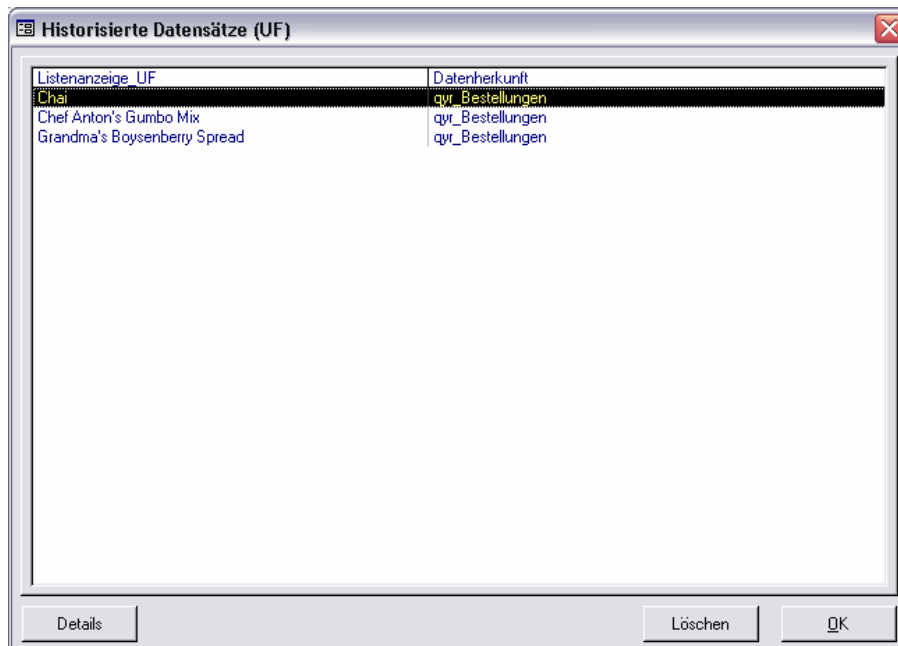 Historisierte Datensätze (UF)
Listenanzeige_UF Datenherkunft
Chai qyr_Bestellungen
Chef Anton's Gumbo Mix qyr_Bestellungen
Grandma's Boysenberry Spread qyr_Bestellungen
Details Löschen OK